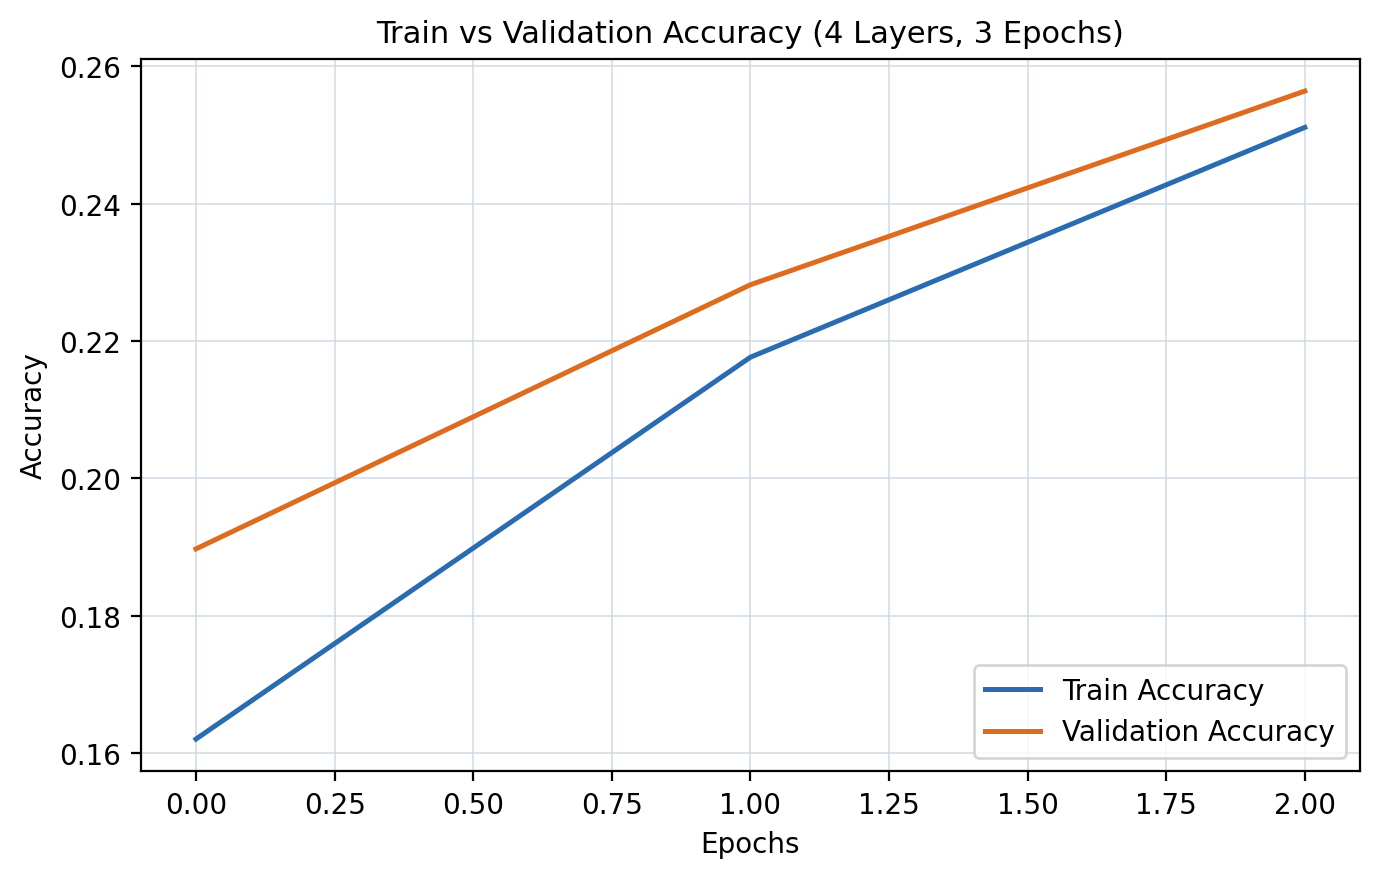 Train vs Validation Accuracy (4 Layers, 3 Epochs)
0.26
0.24
0.22
0.20
0.18
0.16
Accuracy
Train Accuracy
Validation Accuracy
0.00 0.25 0.50 0.75 1.00 1.25 1.50 1.75 2.00
Epochs